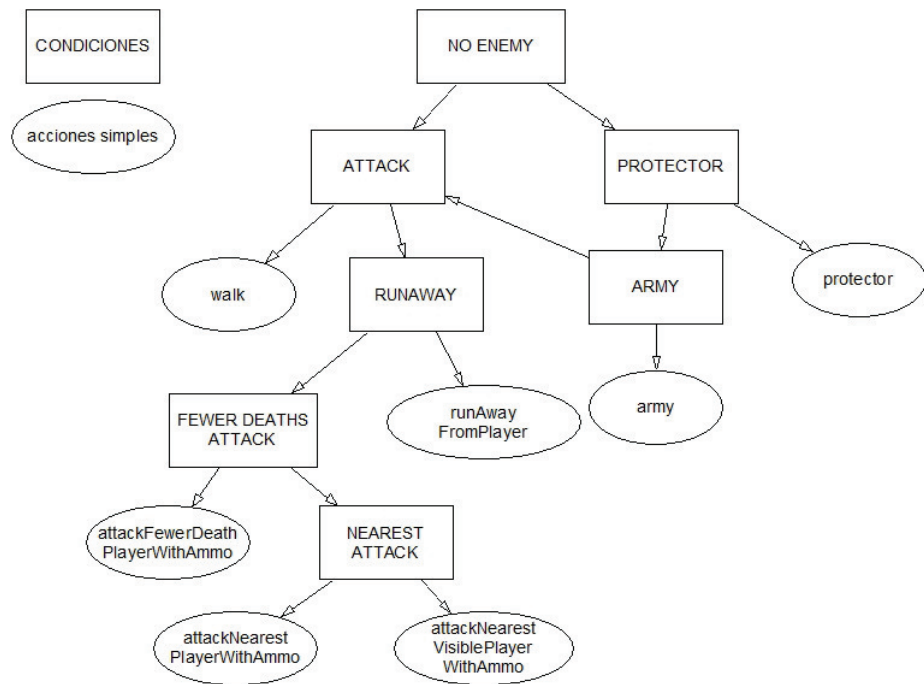 CONDICIONES
NO ENEMY
acciones simples
ATTACK
PROTECTOR
walk
RUNAWAY
ARMY
protector
FEWER DEATHS
ATTACK
runAway
FromPlayer
army
attackFewerDeath
PlayerWithAmmo
NEAREST
ATTACK
attackNearest
PlayerWithAmmo
attackNearest
VisiblePlayer
WithAmmo